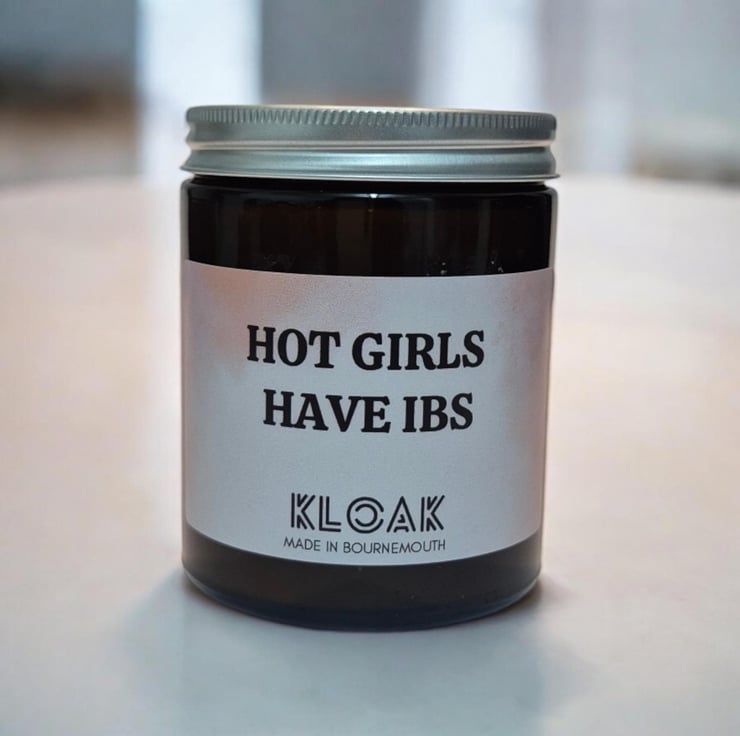 HOT GIRLS
HAVE IBS
KLOAK
MADE IN BOURNEMOUTH